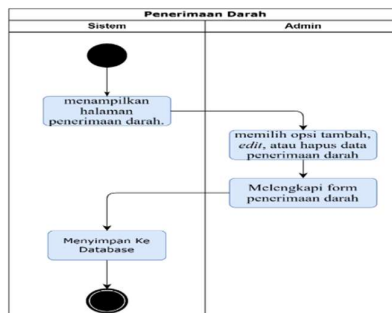 Penerimaan Darah
Sistem
Admin
menampilkan
halaman
penerimaan darah.
memilih opsi tambah,
edit, atau hapus data
penerimaan darah
Melengkapi form
penerimaan darah
Menyimpan Ke
Database